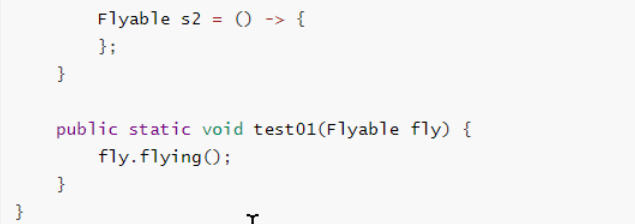 Flyable s2 = () -> {
};
}
public static void test01(Flyable fly) {
fly.flying();
}
}